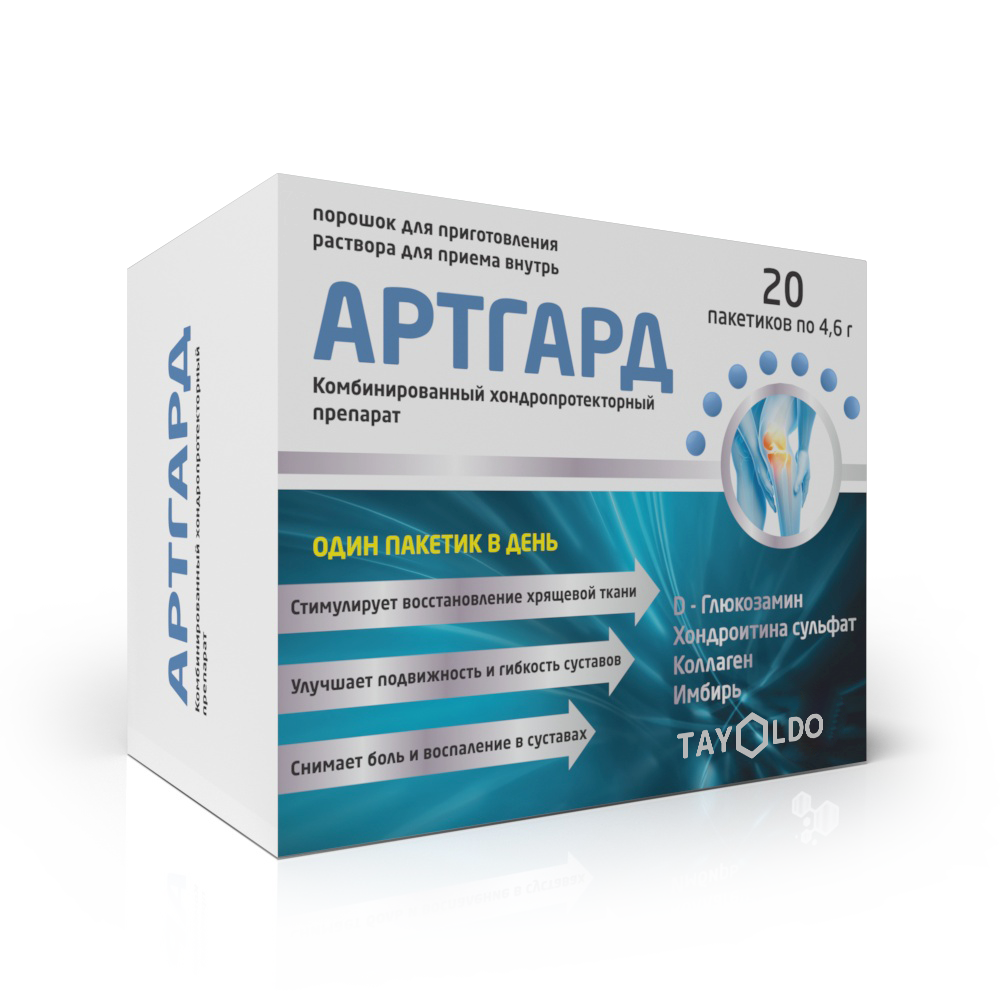 порошок для приготовления
раствора для приема внутрь
АРТГАРД
Комбинированный хондропротекторный
препарат
20
пакетиков по 4,6 г
ОДИН ПАКЕТИК В ДЕНЬ
Стимулирует восстановление хрящевой ткани
Улучшает подвижность и гибкость суставов
Снимает боль и воспаление в суставах
D - Глюкозамин
Хондроитина сульфат
Коллаген
Имбирь
TAYOLDO
АРТГАРД
Комбинированный хондропротекторный
препарат